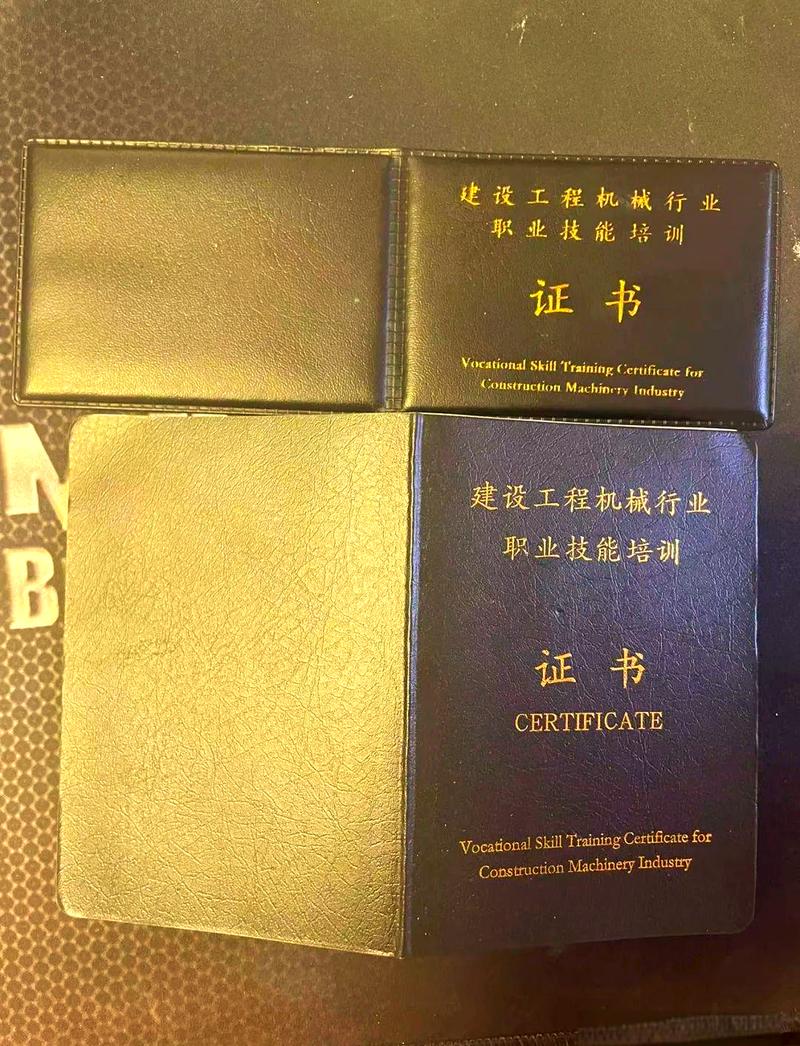 建设工程机械行业
职业技能培训
证书
Vocational Skill Training Certificate for
Construction Machinery Industry
建设工程机械行业
职业技能培训
证书
CERTIFICATE
Vocational Skill Training Certificate for
Construction Machinery Industry